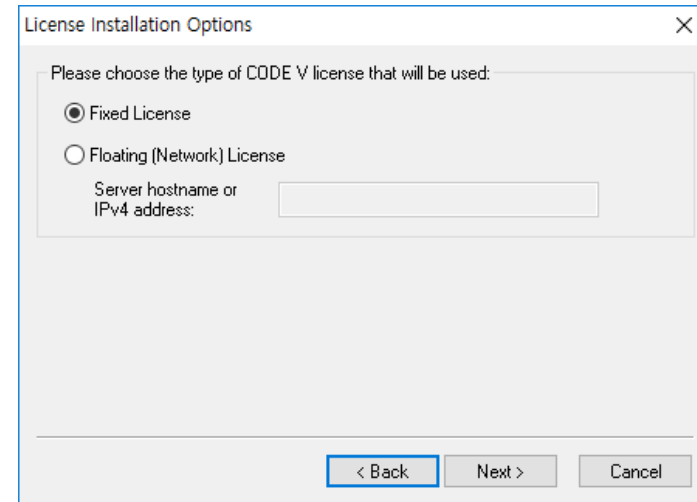 License Installation Options
Please choose the type of CODE V license that will be used:
Fixed License
Floating (Network) License
Server hostname or
IPv4 address:
< Back
Next >
Cancel